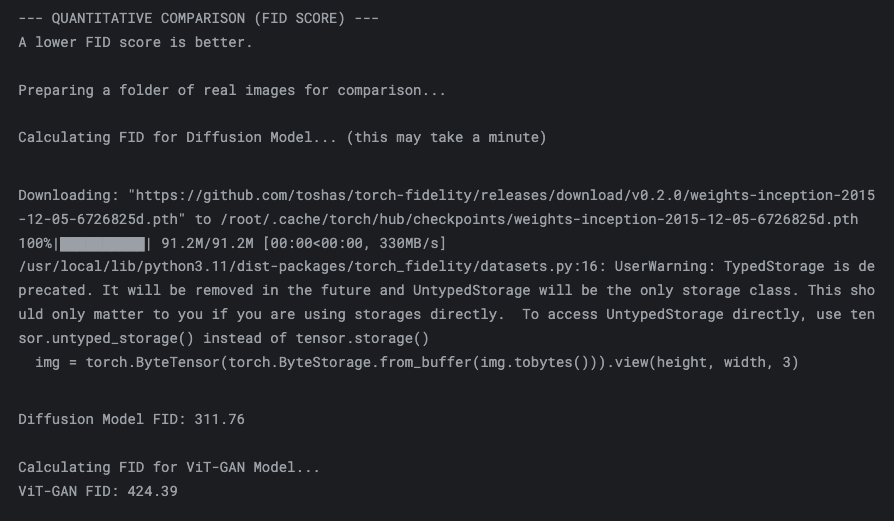 --- QUANTITATIVE COMPARISON (FID SCORE) ---
A lower FID score is better.
Preparing a folder of real images for comparison...
Calculating FID for Diffusion Model... (this may take a minute)
Downloading: "https://github.com/toshas/torch-fidelity/releases/download/v0.2.0/weights-inception-2015
-12-05-6726825d.pth" to /root/.cache/torch/hub/checkpoints/weights-inception-2015-12-05-6726825d.pth
100%|██████████| 91.2M/91.2M [00:00<00:00, 330MB/s]
/usr/local/lib/python3.11/dist-packages/torch_fidelity/datasets.py:16: UserWarning: TypedStorage is de
precated. It will be removed in the future and UntypedStorage will be the only storage class. This sho
uld only matter to you if you are using storages directly.  To access UntypedStorage directly, use ten
sor.untyped_storage() instead of tensor.storage()
  img = torch.ByteTensor(torch.ByteStorage.from_buffer(img.tobytes())).view(height, width, 3)
Diffusion Model FID: 311.76
Calculating FID for ViT-GAN Model...
ViT-GAN FID: 424.39